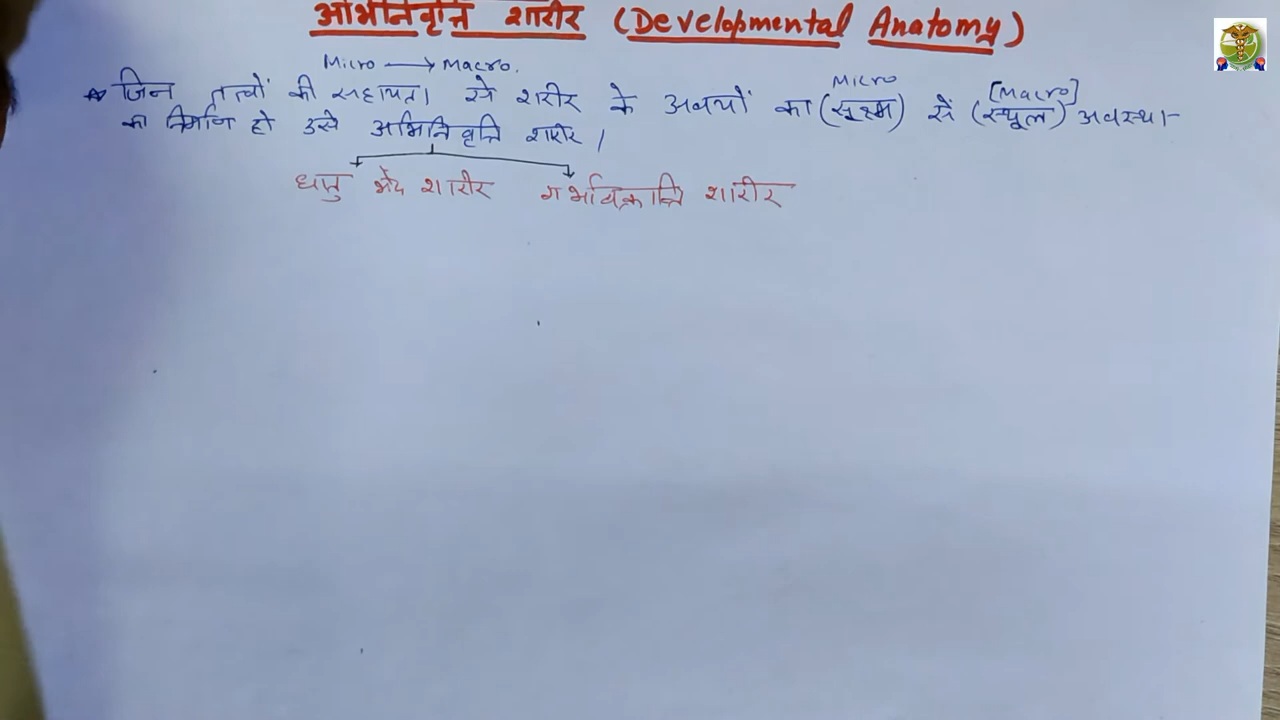 अभिनिवृत्ति शारीर (Developmental Anatomy)
Micro → Macro.
Micro
[Macro]
जिन तत्वों की सहायता से शरीर के अवयवों का (सूक्ष्म) से (स्थूल) अवस्था-
का निर्माण हो उसे अभिनिवृत्ति शारीर /
धातु भेद शारीर गर्भावक्रान्ति शारीर